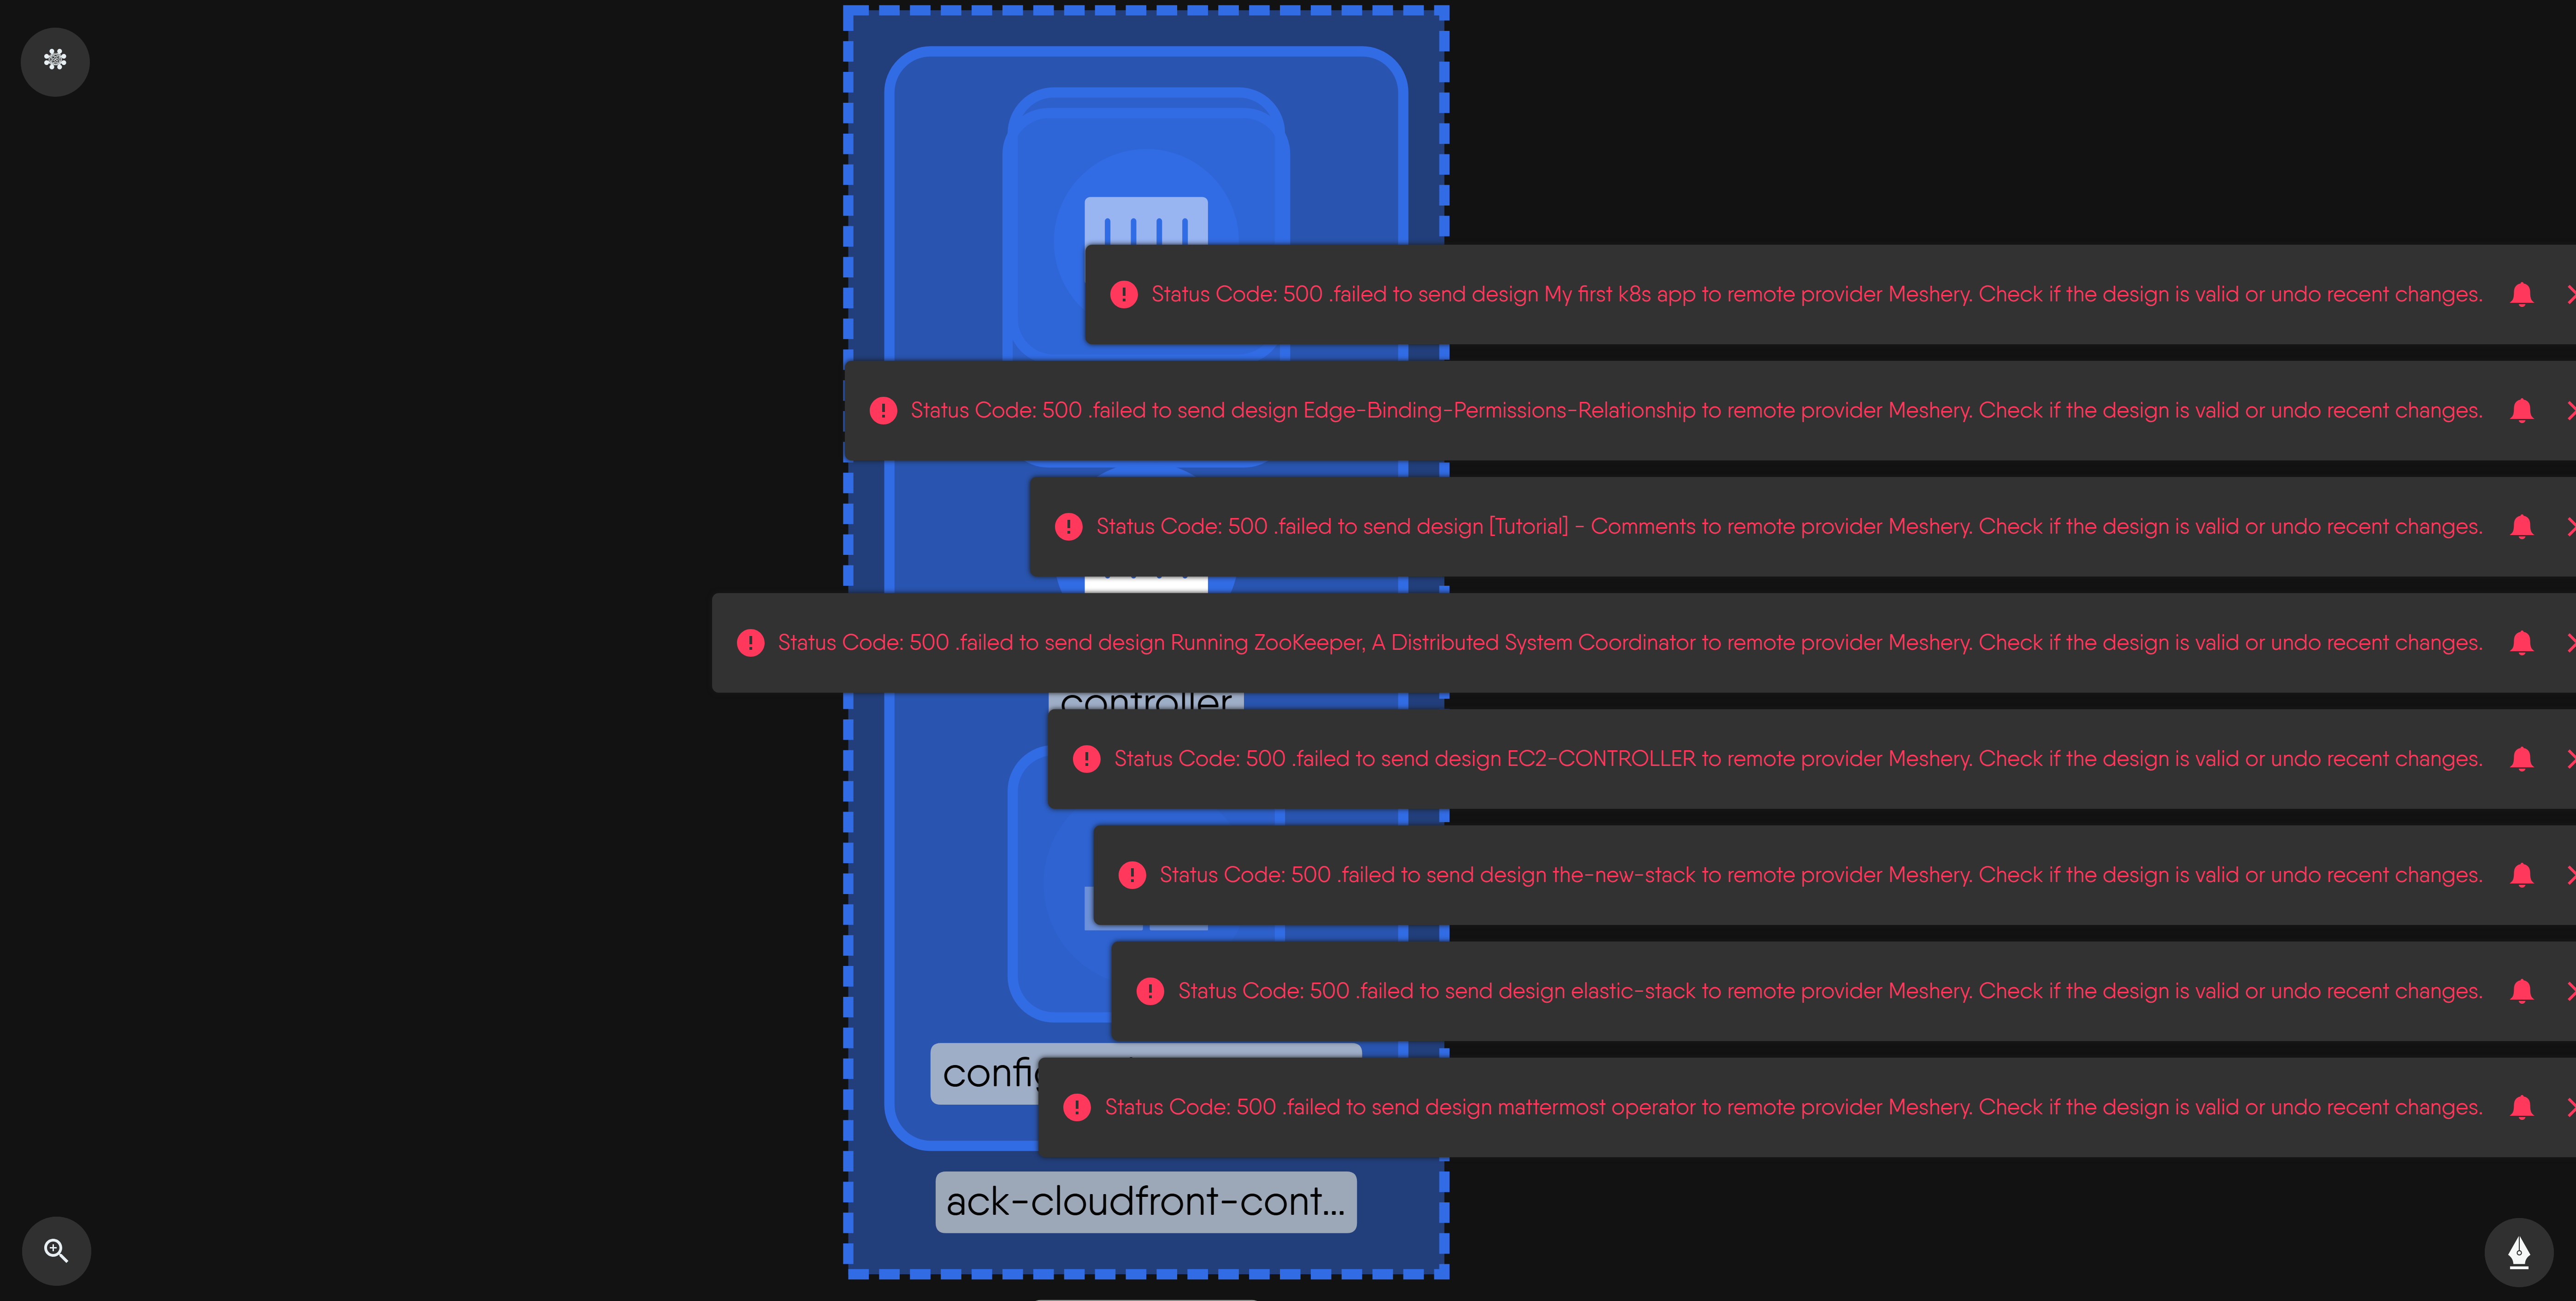 Status Code: 500 .failed to send design My first k8s app to remote provider Meshery. Check if the design is valid or undo recent changes.
Status Code: 500 .failed to send design Edge-Binding-Permissions-Relationship to remote provider Meshery. Check if the design is valid or undo recent changes.
Status Code: 500 .failed to send design [Tutorial] - Comments to remote provider Meshery. Check if the design is valid or undo recent changes.
Status Code: 500 .failed to send design Running ZooKeeper, A Distributed System Coordinator to remote provider Meshery. Check if the design is valid or undo recent changes.
controller
Status Code: 500 .failed to send design EC2-CONTROLLER to remote provider Meshery. Check if the design is valid or undo recent changes.
Status Code: 500 .failed to send design the-new-stack to remote provider Meshery. Check if the design is valid or undo recent changes.
Status Code: 500 .failed to send design elastic-stack to remote provider Meshery. Check if the design is valid or undo recent changes.
Status Code: 500 .failed to send design mattermost operator to remote provider Meshery. Check if the design is valid or undo recent changes.
ack-cloudfront-cont...